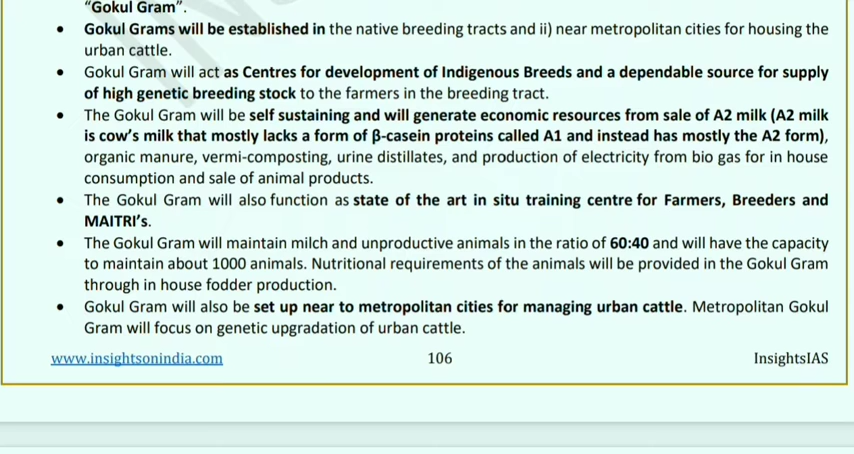 “Gokul Gram”.
• Gokul Grams will be established in the native breeding tracts and ii) near metropolitan cities for housing the
urban cattle.
• Gokul Gram will act as Centres for development of Indigenous Breeds and a dependable source for supply
of high genetic breeding stock to the farmers in the breeding tract.
• The Gokul Gram will be self sustaining and will generate economic resources from sale of A2 milk (A2 milk
is cow’s milk that mostly lacks a form of β-casein proteins called A1 and instead has mostly the A2 form),
organic manure, vermi-composting, urine distillates, and production of electricity from bio gas for in house
consumption and sale of animal products.
• The Gokul Gram will also function as state of the art in situ training centre for Farmers, Breeders and
MAITRI’s.
• The Gokul Gram will maintain milch and unproductive animals in the ratio of 60:40 and will have the capacity
to maintain about 1000 animals. Nutritional requirements of the animals will be provided in the Gokul Gram
through in house fodder production.
• Gokul Gram will also be set up near to metropolitan cities for managing urban cattle. Metropolitan Gokul
Gram will focus on genetic upgradation of urban cattle.
www.insightsonindia.com 106 InsightsIAS